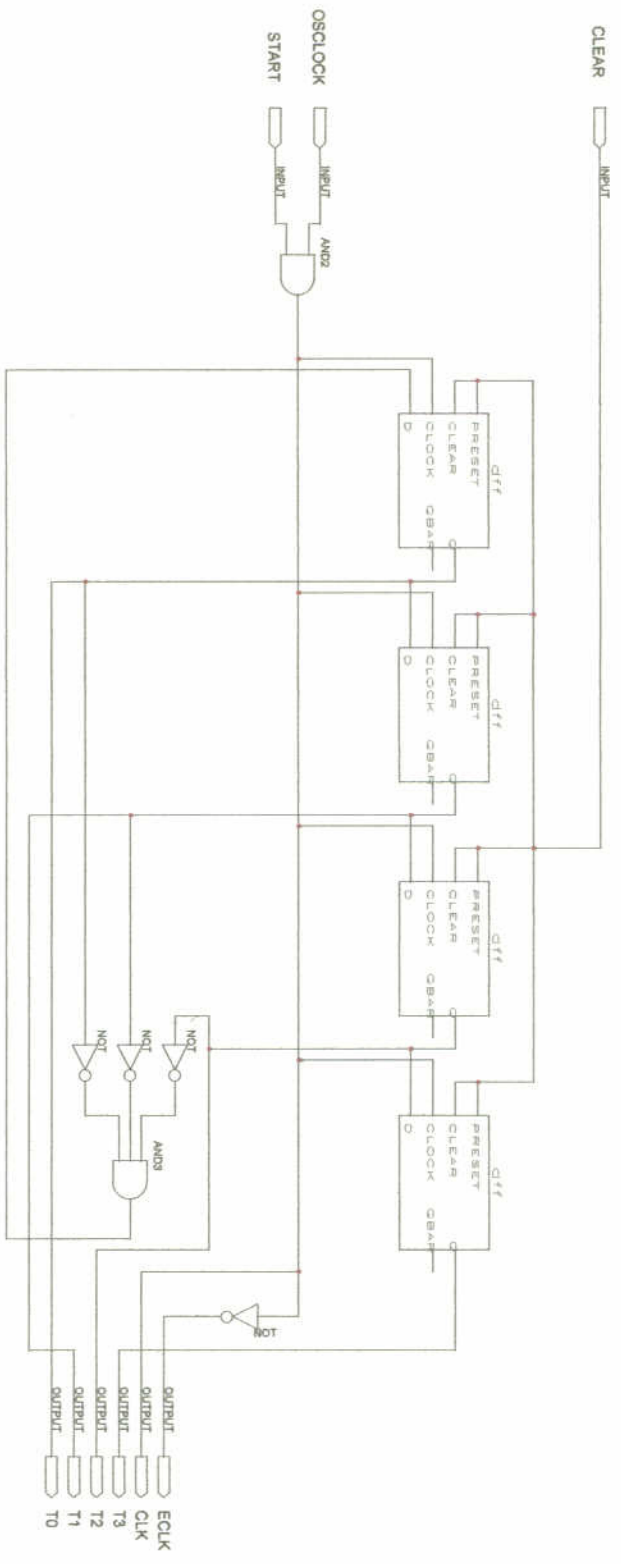 CLEAR
INPUT
OSCLOCK
INPUT
START
INPUT
AND2
dff
PRESET
CLEAR
CLOCK
D
Q
QBAR
dff
PRESET
CLEAR
CLOCK
D
Q
QBAR
dff
PRESET
CLEAR
CLOCK
D
Q
QBAR
dff
PRESET
CLEAR
CLOCK
D
Q
QBAR
NOT
NOT
NOT
AND3
NOT
OUTPUT
ECLK
OUTPUT
CLK
OUTPUT
T3
OUTPUT
T2
OUTPUT
T1
OUTPUT
T0